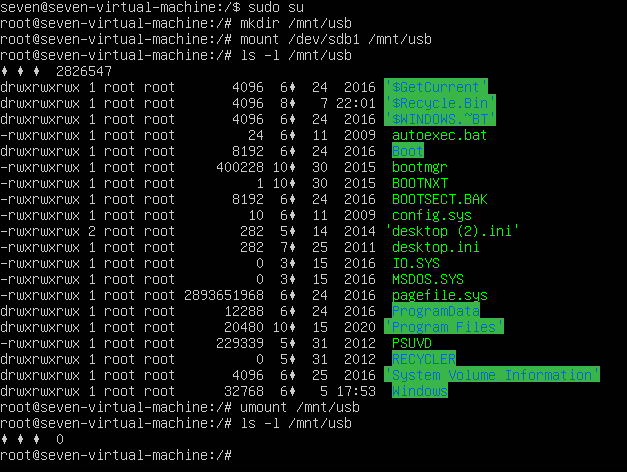 seven@seven-virtual-machine:/$ sudo su
root@seven-virtual-machine:/# mkdir /mnt/usb
root@seven-virtual-machine:/# mount /dev/sdb1 /mnt/usb
root@seven-virtual-machine:/# ls -l /mnt/usb
♦ ♦ ♦  2826547
drwxrwxrwx 1 root root       4096  6♦  24  2016 '$GetCurrent'
drwxrwxrwx 1 root root       4096  8♦   7 22:01 '$Recycle.Bin'
drwxrwxrwx 1 root root       4096  6♦  24  2016 '$WINDOWS.~BT'
-rwxrwxrwx 1 root root         24  6♦  11  2009  autoexec.bat
drwxrwxrwx 1 root root       8192  6♦  24  2016  Boot
-rwxrwxrwx 1 root root     400228 10♦  30  2015  bootmgr
-rwxrwxrwx 1 root root          1 10♦  30  2015  BOOTNXT
-rwxrwxrwx 1 root root       8192  6♦  24  2016  BOOTSECT.BAK
-rwxrwxrwx 1 root root         10  6♦  11  2009  config.sys
-rwxrwxrwx 2 root root        282  5♦  14  2014 'desktop (2).ini'
-rwxrwxrwx 1 root root        282  7♦  25  2011  desktop.ini
-rwxrwxrwx 1 root root          0  3♦  15  2016  IO.SYS
-rwxrwxrwx 1 root root          0  3♦  15  2016  MSDOS.SYS
-rwxrwxrwx 1 root root 2893651968  6♦  24  2016  pagefile.sys
drwxrwxrwx 1 root root      12288  6♦  24  2016  ProgramData
drwxrwxrwx 1 root root      20480 10♦  15  2020 'Program Files'
-rwxrwxrwx 1 root root     229339  5♦  31  2012  PSUVD
drwxrwxrwx 1 root root          0  5♦  31  2012  RECYCLER
drwxrwxrwx 1 root root       4096  6♦  25  2016 'System Volume Information'
drwxrwxrwx 1 root root      32768  6♦   5 17:53  Windows
root@seven-virtual-machine:/# umount /mnt/usb
root@seven-virtual-machine:/# ls -l /mnt/usb
♦ ♦ ♦  0
root@seven-virtual-machine:/#